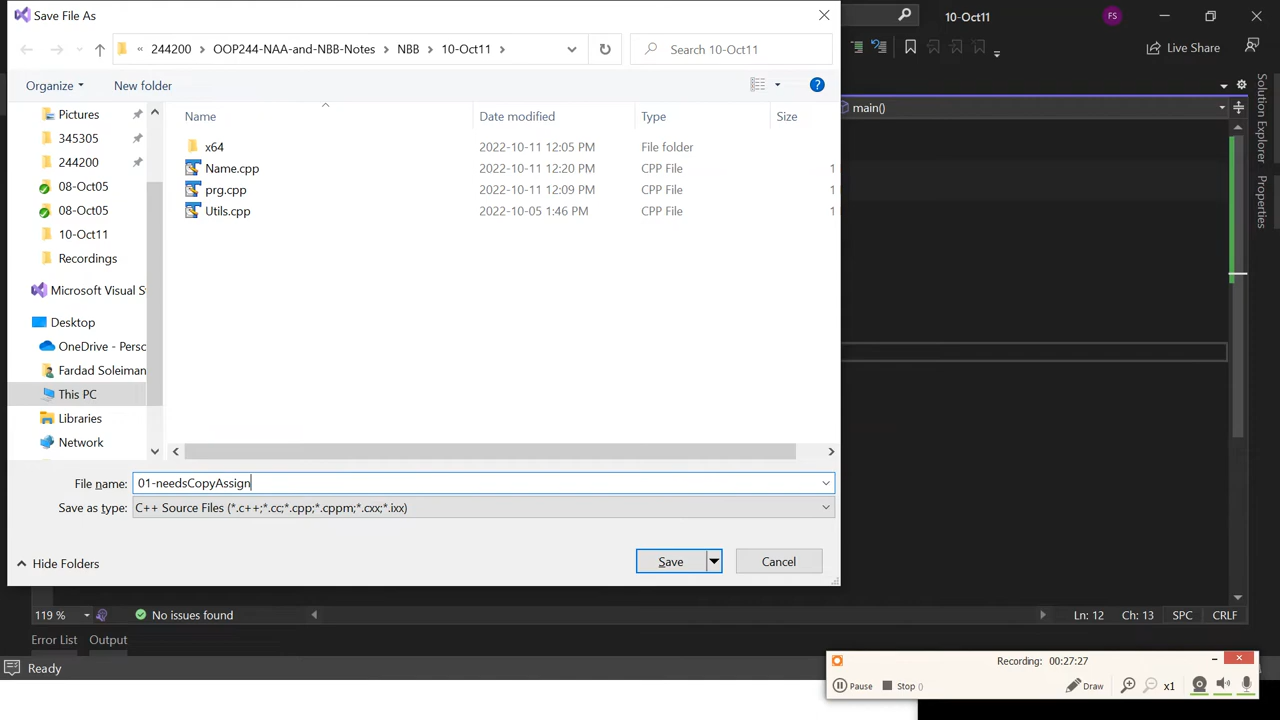 Save File As
10-Oct11
FS
« 244200 > OOP244-NAA-and-NBB-Notes > NBB > 10-Oct11 >
Search 10-Oct11
Live Share
Organize
New folder
main()
Pictures
345305
244200
08-Oct05
08-Oct05
10-Oct11
Recordings
Microsoft Visual S
Desktop
OneDrive - Perso
Fardad Soleiman
This PC
Libraries
Network
Name Date modified Type Size
x64 2022-10-11 12:05 PM File folder
Name.cpp 2022-10-11 12:20 PM CPP File 1
prg.cpp 2022-10-11 12:09 PM CPP File 1
Utils.cpp 2022-10-05 1:46 PM CPP File 1
Solution Explorer
Properties
File name: 01-needsCopyAssign
Save as type: C++ Source Files (*.c++;*.cc;*.cpp;*.cppm;*.cxx;*.ixx)
Hide Folders
Save
Cancel
119 %
No issues found
Ln: 12 Ch: 13 SPC CRLF
Error List Output
Ready
Recording: 00:27:27
Pause Stop () Draw x1